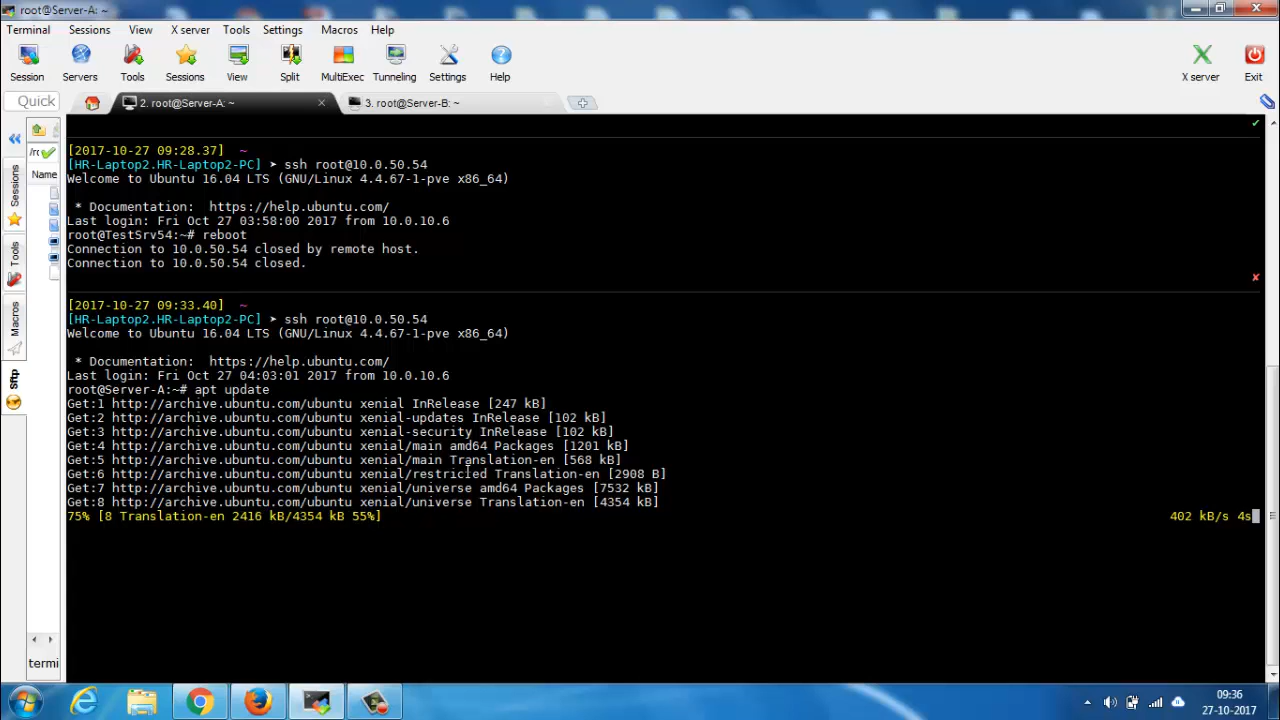 root@Server-A: ~
Terminal Sessions View X server Tools Settings Macros Help
Session Servers Tools Sessions View Split MultiExec Tunneling Settings Help X server Exit
Quick
2. root@Server-A: ~
3. root@Server-B: ~
Name
Sessions
Tools
Macros
Sftp
termi
[2017-10-27 09:28.37] ~
[HR-Laptop2.HR-Laptop2-PC] ➤ ssh root@10.0.50.54
Welcome to Ubuntu 16.04 LTS (GNU/Linux 4.4.67-1-pve x86_64)
* Documentation: https://help.ubuntu.com/
Last login: Fri Oct 27 03:58:00 2017 from 10.0.10.6
root@TestSrv54:~# reboot
Connection to 10.0.50.54 closed by remote host.
Connection to 10.0.50.54 closed.
[2017-10-27 09:33.40] ~
[HR-Laptop2.HR-Laptop2-PC] ➤ ssh root@10.0.50.54
Welcome to Ubuntu 16.04 LTS (GNU/Linux 4.4.67-1-pve x86_64)
* Documentation: https://help.ubuntu.com/
Last login: Fri Oct 27 04:03:01 2017 from 10.0.10.6
root@Server-A:~# apt update
Get:1 http://archive.ubuntu.com/ubuntu xenial InRelease [247 kB]
Get:2 http://archive.ubuntu.com/ubuntu xenial-updates InRelease [102 kB]
Get:3 http://archive.ubuntu.com/ubuntu xenial-security InRelease [102 kB]
Get:4 http://archive.ubuntu.com/ubuntu xenial/main amd64 Packages [1201 kB]
Get:5 http://archive.ubuntu.com/ubuntu xenial/main Translation-en [568 kB]
Get:6 http://archive.ubuntu.com/ubuntu xenial/restricted Translation-en [2908 B]
Get:7 http://archive.ubuntu.com/ubuntu xenial/universe amd64 Packages [7532 kB]
Get:8 http://archive.ubuntu.com/ubuntu xenial/universe Translation-en [4354 kB]
75% [8 Translation-en 2416 kB/4354 kB 55%] 402 kB/s 4s
09:36
27-10-2017